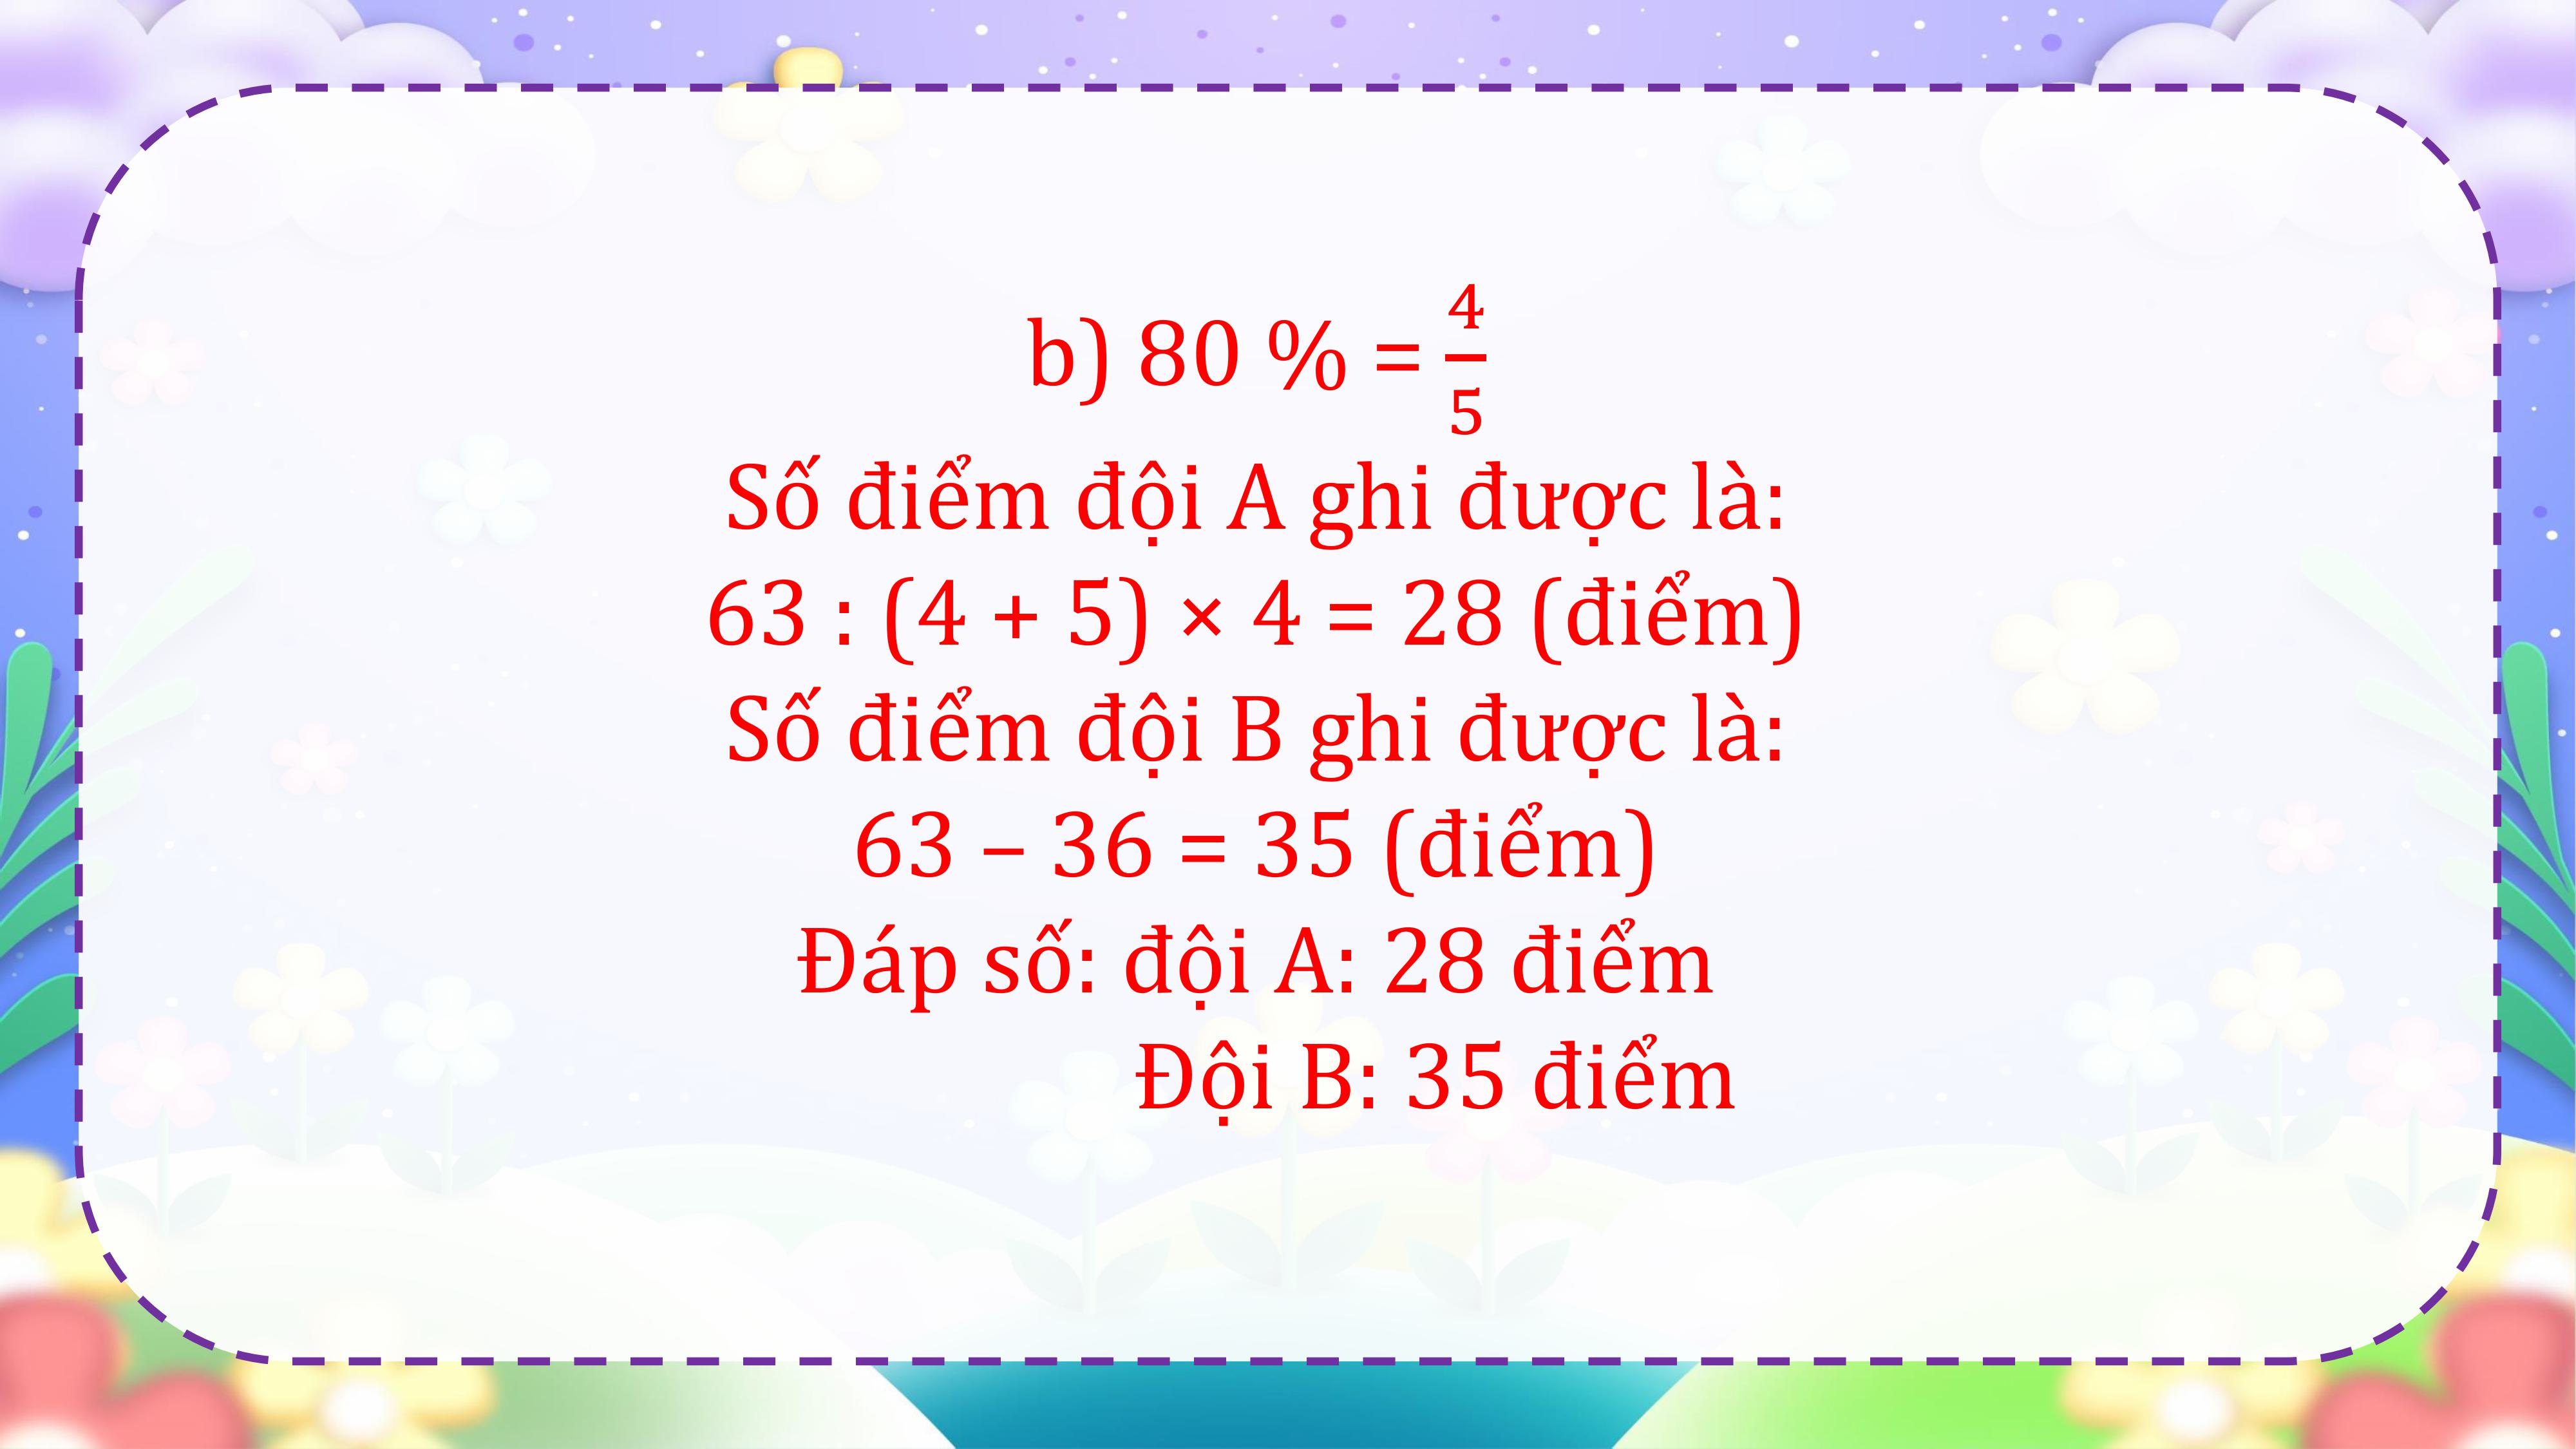 b) 80 % = 4/5
Số điểm đội A ghi được là:
63 : (4 + 5) × 4 = 28 (điểm)
Số điểm đội B ghi được là:
63 – 36 = 35 (điểm)
Đáp số: đội A: 28 điểm
Đội B: 35 điểm